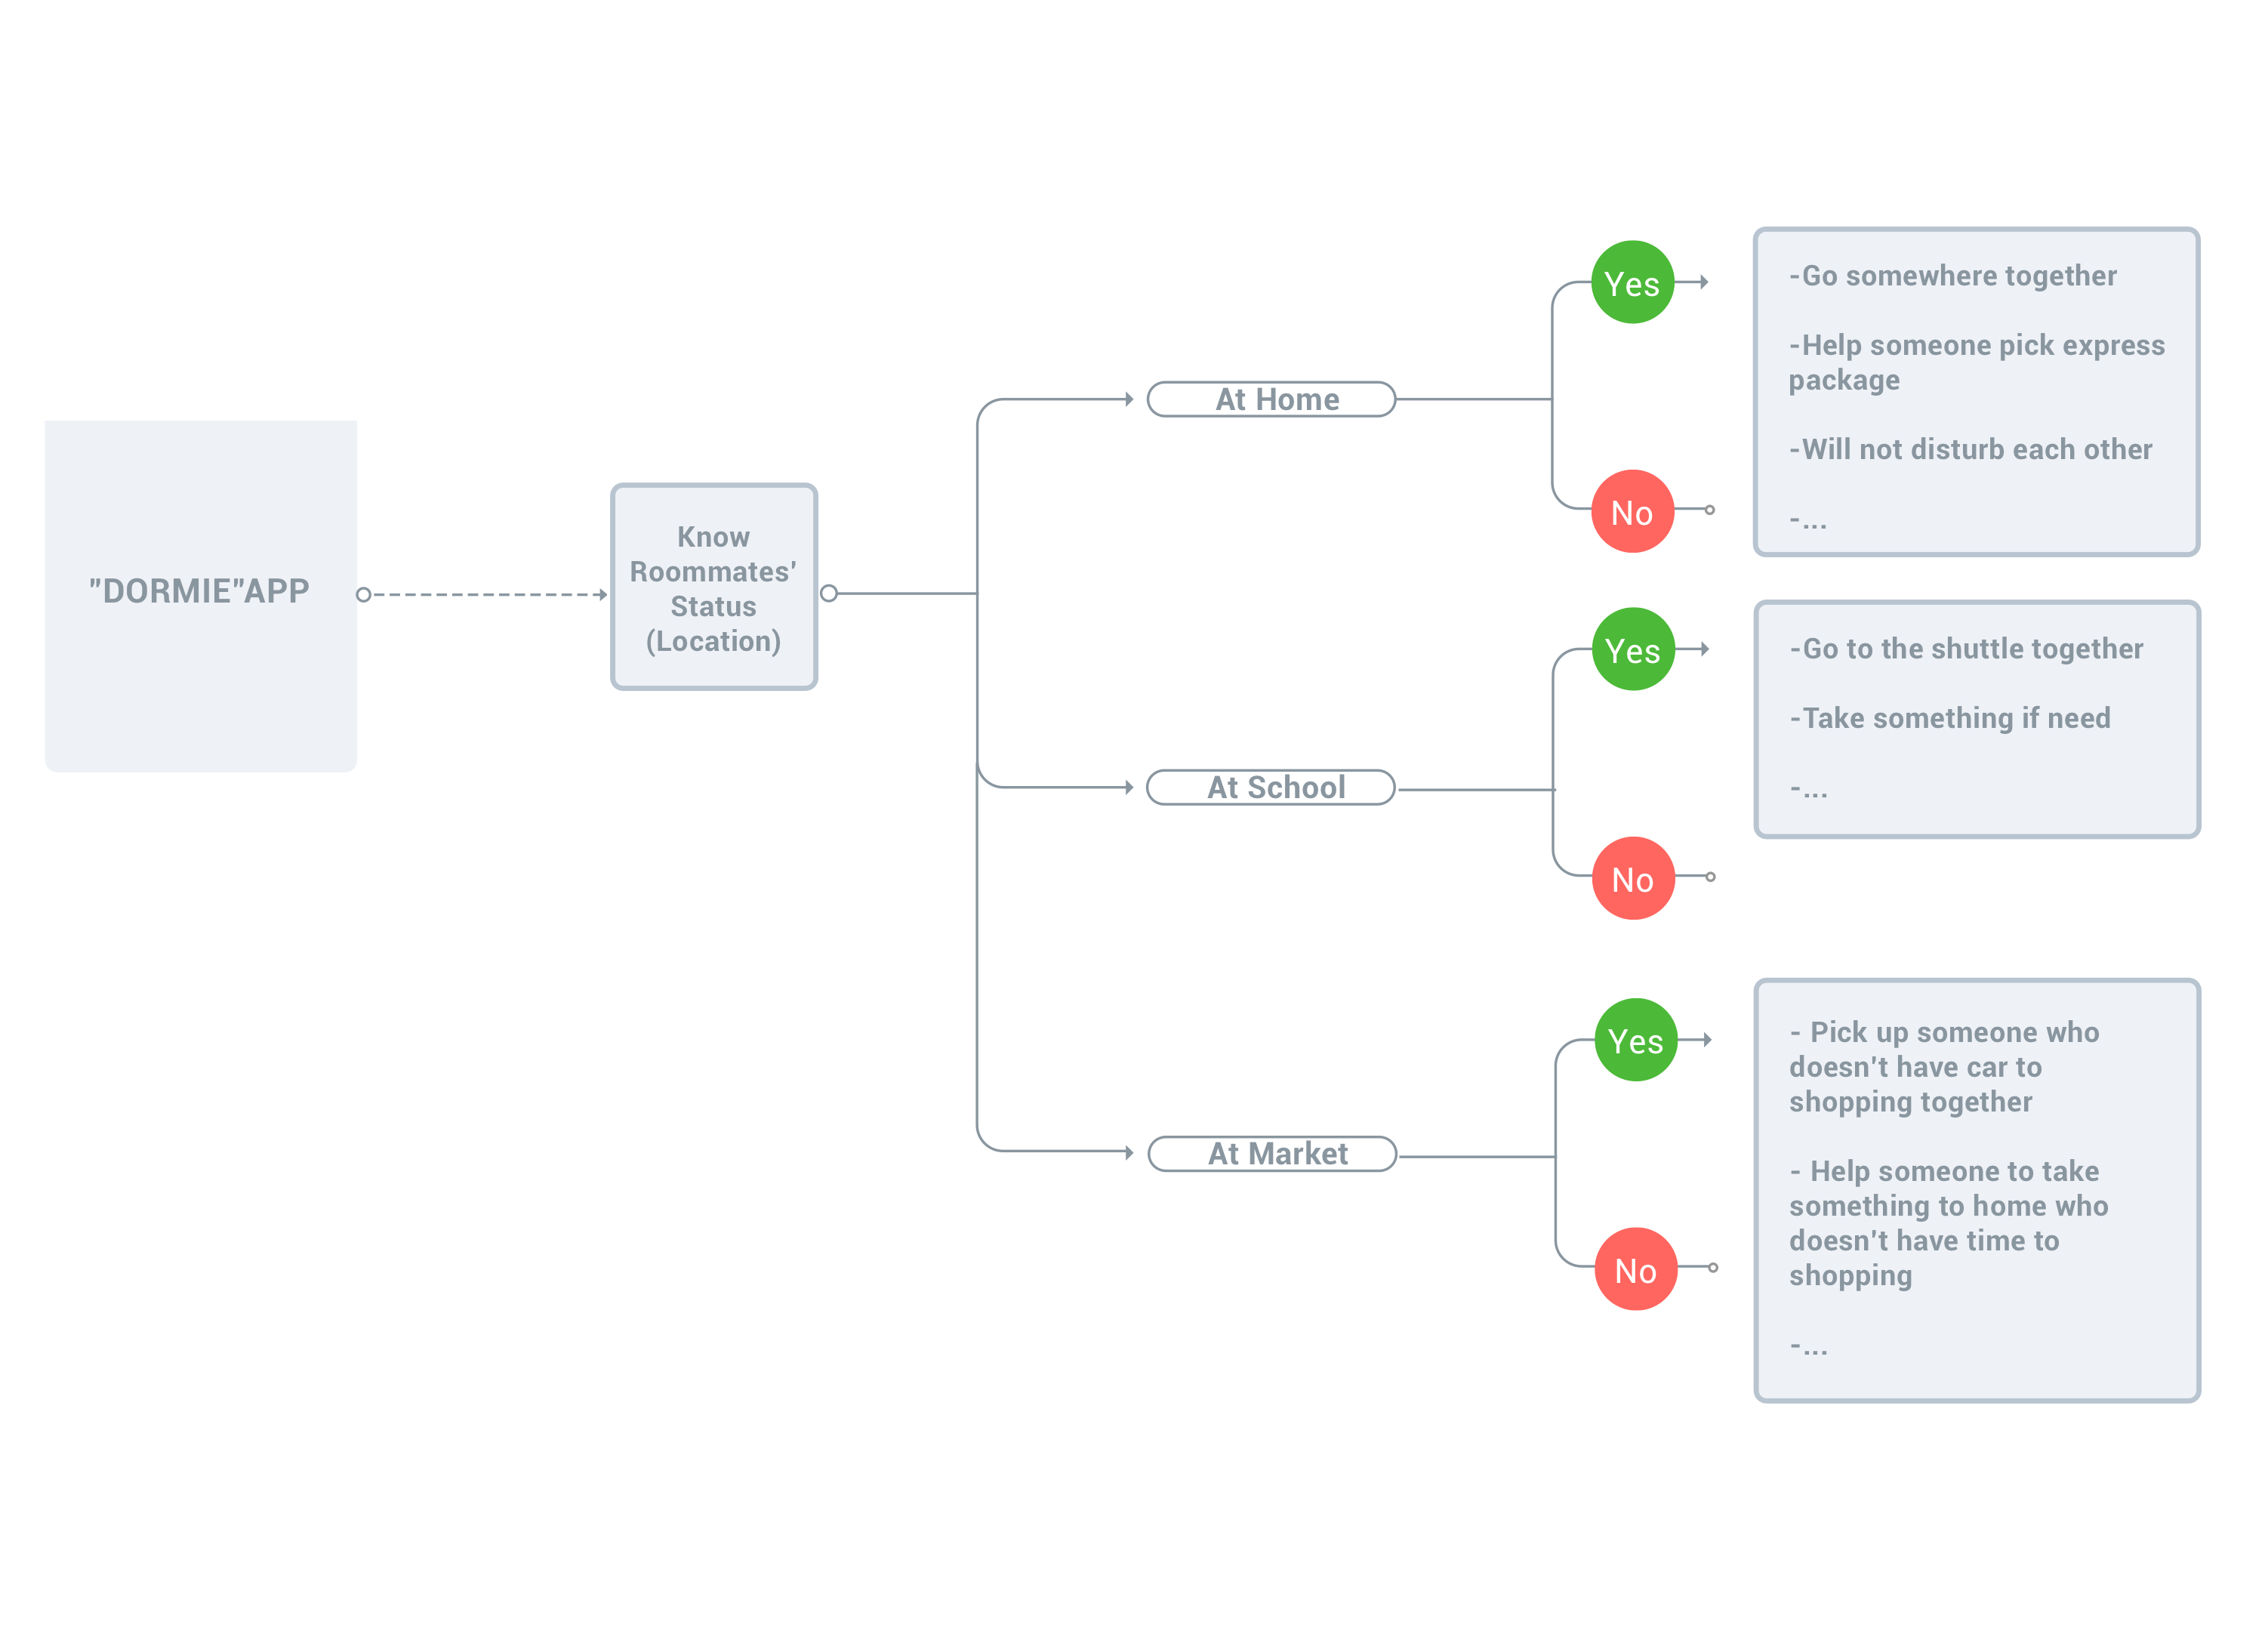 "DORMIE"APP
Know
Roommates'
Status
(Location)
At Home
Yes
No
-Go somewhere together
-Help someone pick express
package
-Will not disturb each other
-...
At School
Yes
No
-Go to the shuttle together
-Take something if need
-...
At Market
Yes
No
- Pick up someone who
doesn't have car to
shopping together
- Help someone to take
something to home who
doesn't have time to
shopping
-...